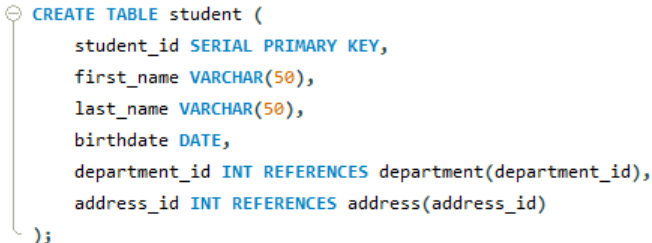 CREATE TABLE student (
student_id SERIAL PRIMARY KEY,
first_name VARCHAR(50),
last_name VARCHAR(50),
birthdate DATE,
department_id INT REFERENCES department(department_id),
address_id INT REFERENCES address(address_id)
);